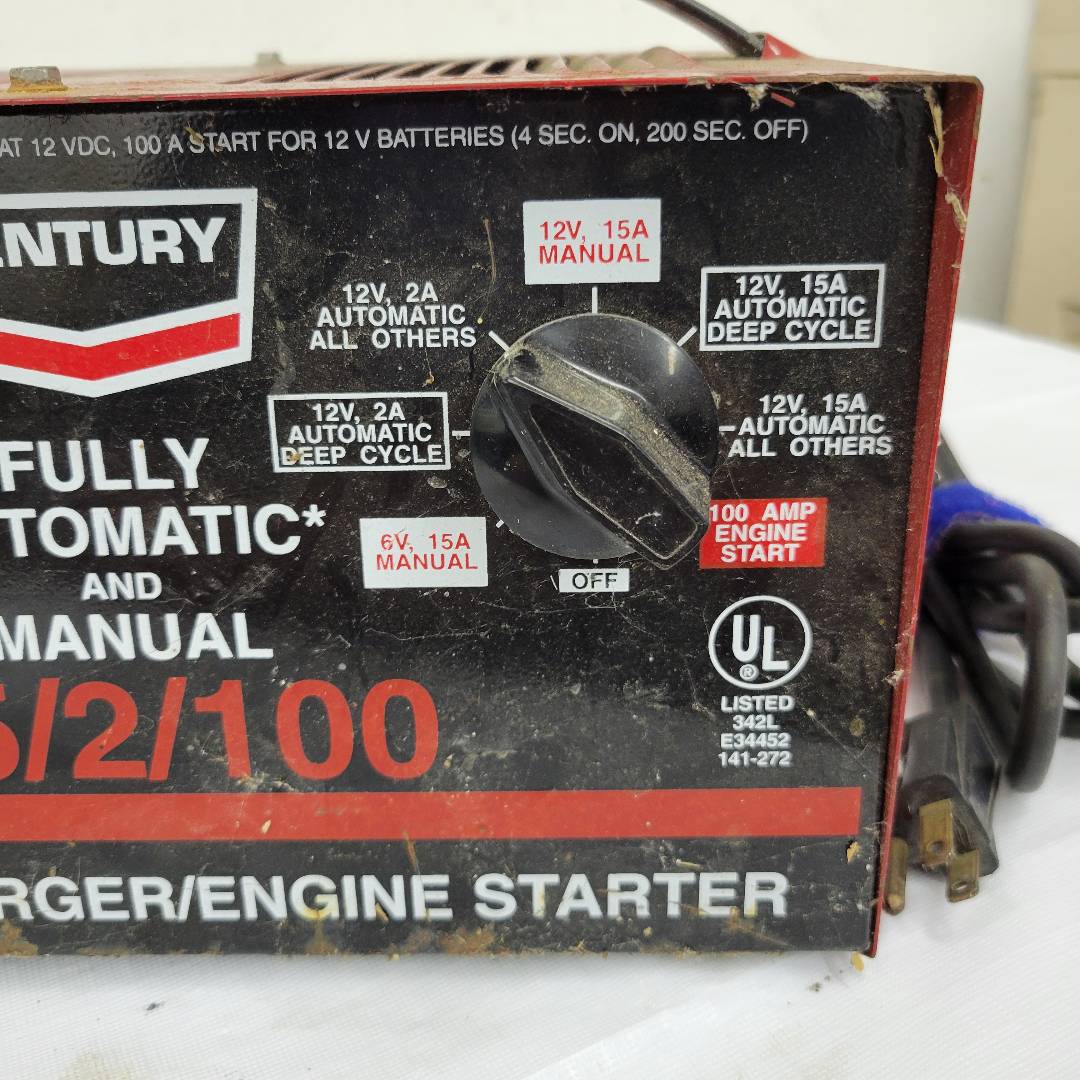 AT 12 VDC, 100 A START FOR 12 V BATTERIES (4 SEC. ON, 200 SEC. OFF)
ENTURY
12V, 15A
MANUAL
12V, 2A
AUTOMATIC
ALL OTHERS
12V, 15A
AUTOMATIC
DEEP CYCLE
12V, 2A
AUTOMATIC
DEEP CYCLE
12V, 15A
AUTOMATIC
ALL OTHERS
6V, 15A
MANUAL
OFF
100 AMP
ENGINE
START
FULLY
TOMATIC*
AND
MANUAL
5/2/100
RGER/ENGINE STARTER
UL
®
LISTED
342L
E34452
141-272